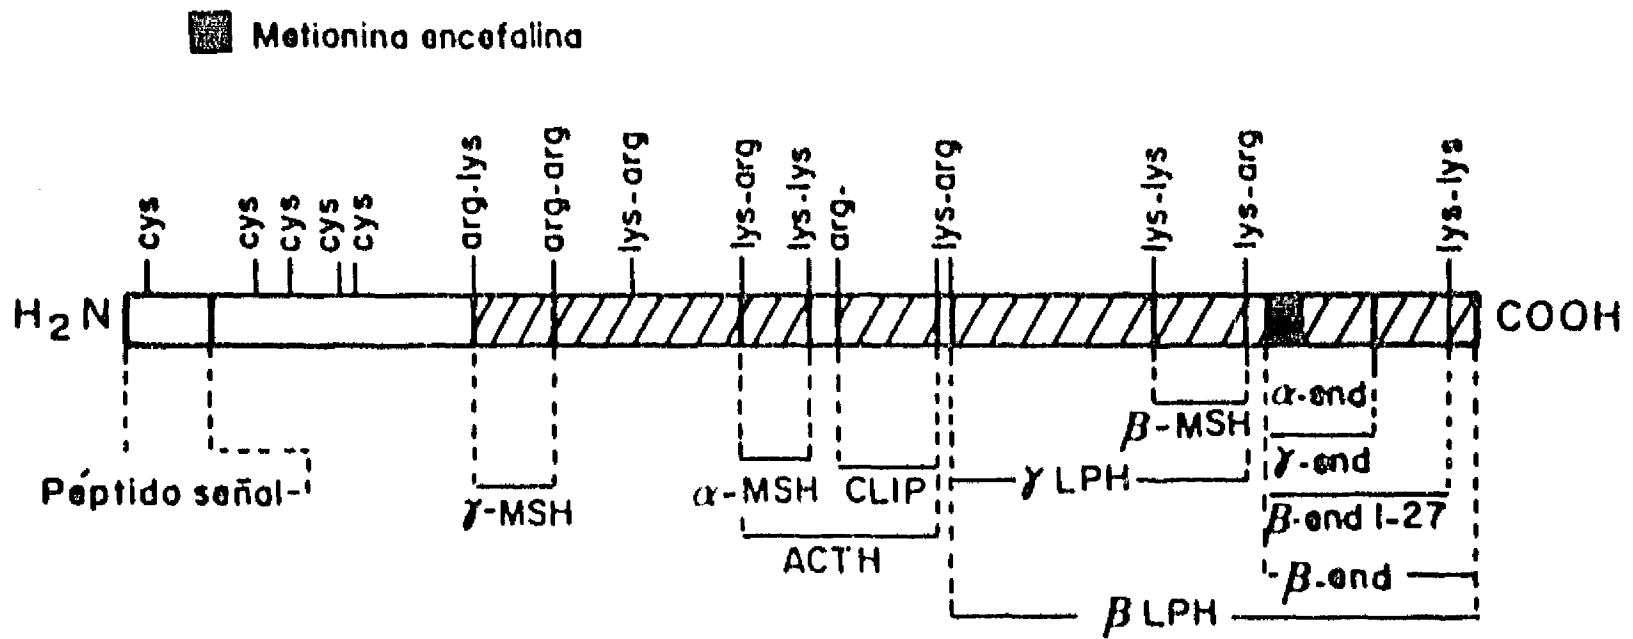 Metionina encefalina
cys
cys
cys
cys
cys
arg-lys
arg-arg
lys-arg
lys-arg
lys-lys
arg-
lys-arg
lys-lys
lys-arg
lys-lys
H2N
COOH
α-end
β-MSH
γ-end
Péptido señal
α-MSH
CLIP
γ LPH
γ-MSH
β-end 1-27
ACTH
β-end
β LPH